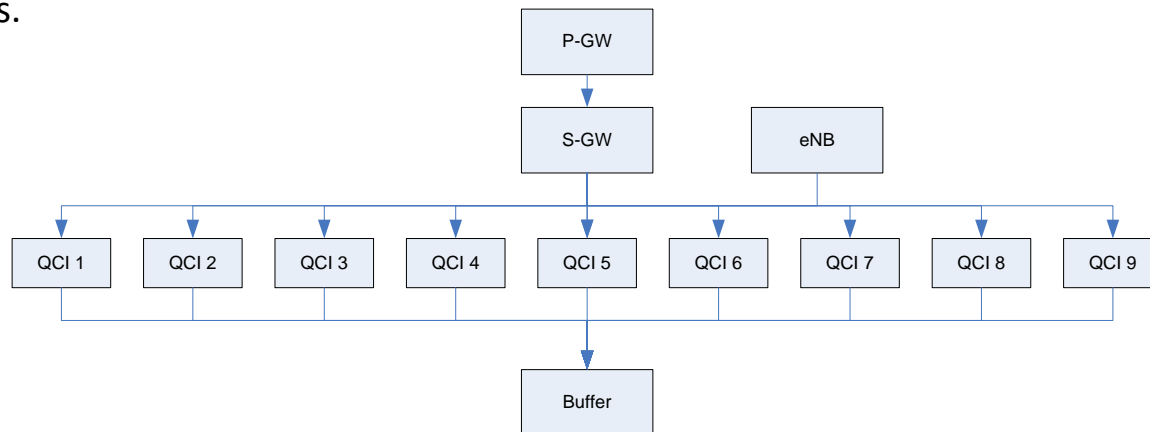 s.
P-GW
S-GW
eNB
QCI 1
QCI 2
QCI 3
QCI 4
QCI 5
QCI 6
QCI 7
QCI 8
QCI 9
Buffer